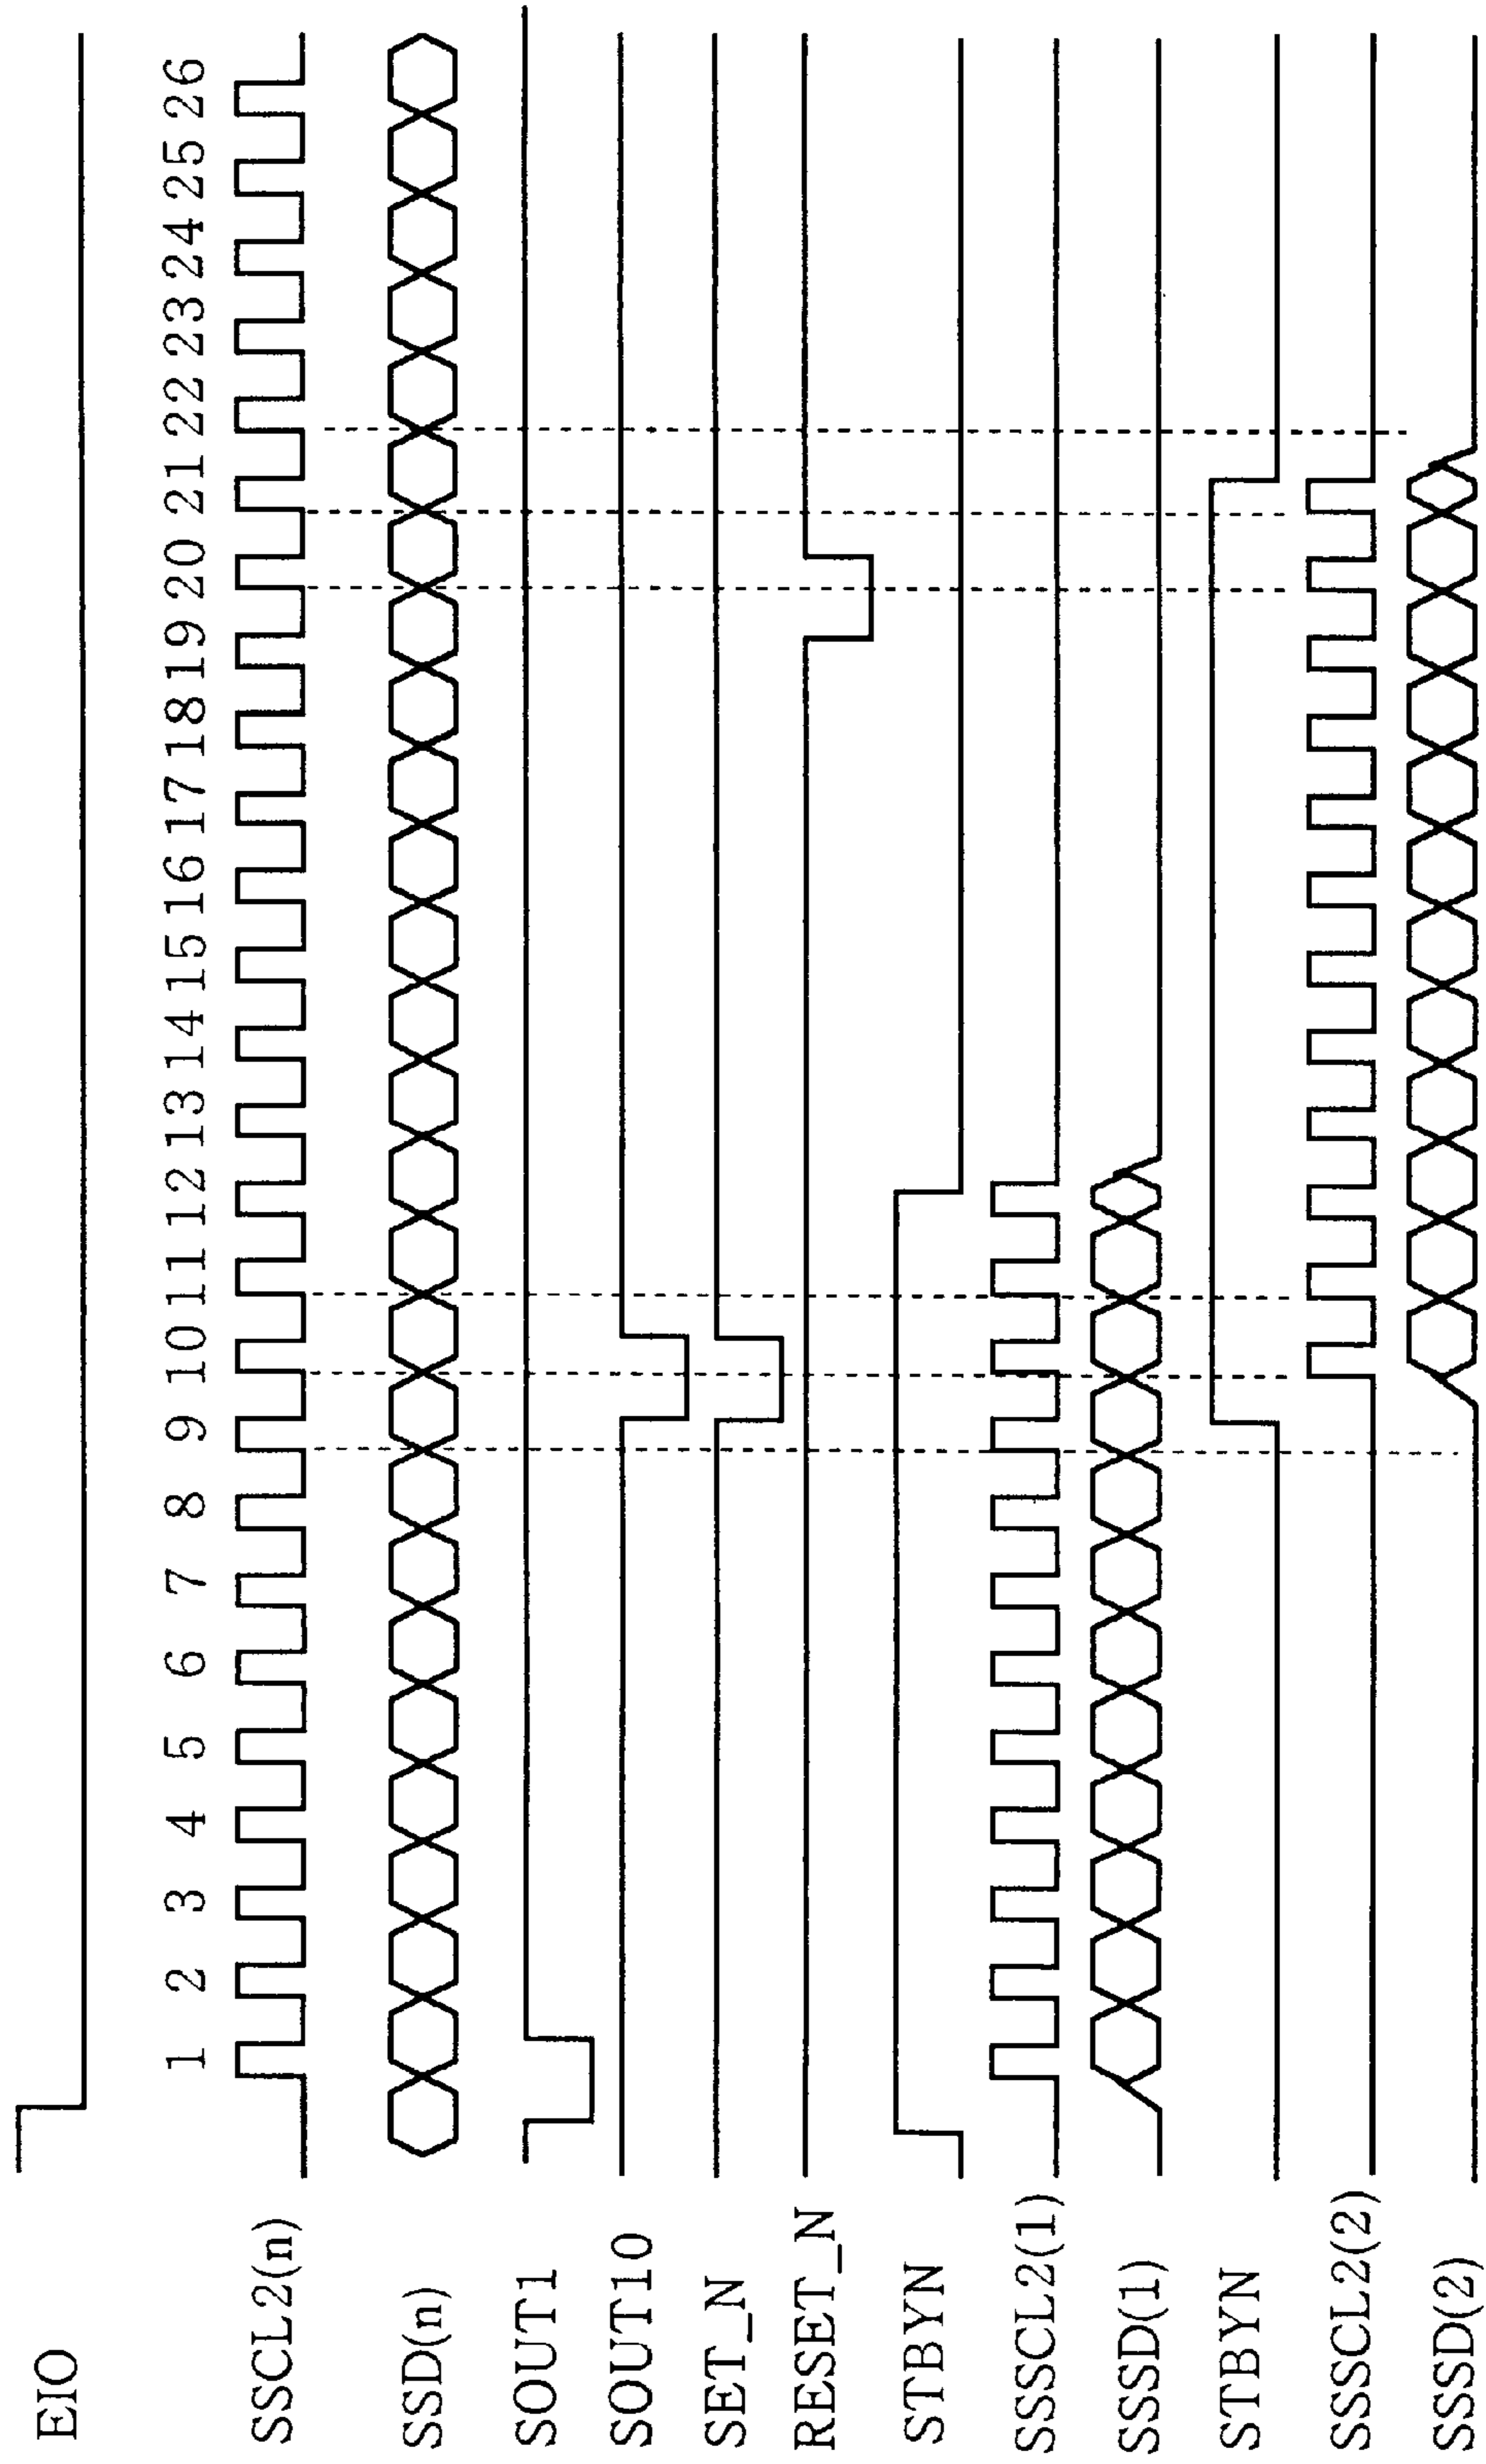 EIO
1 2 3 4 5 6 7 8 9 10 11 12 13 14 15 16 17 18 19 20 21 22 23 24 25 26
SSCL2(n)
SSD(n)
SOUT1
SOUT10
SET_N
RESET_N
STBYN
SSSCL2(1)
SSSD(1)
STBYN
SSSCL2(2)
SSSD(2)